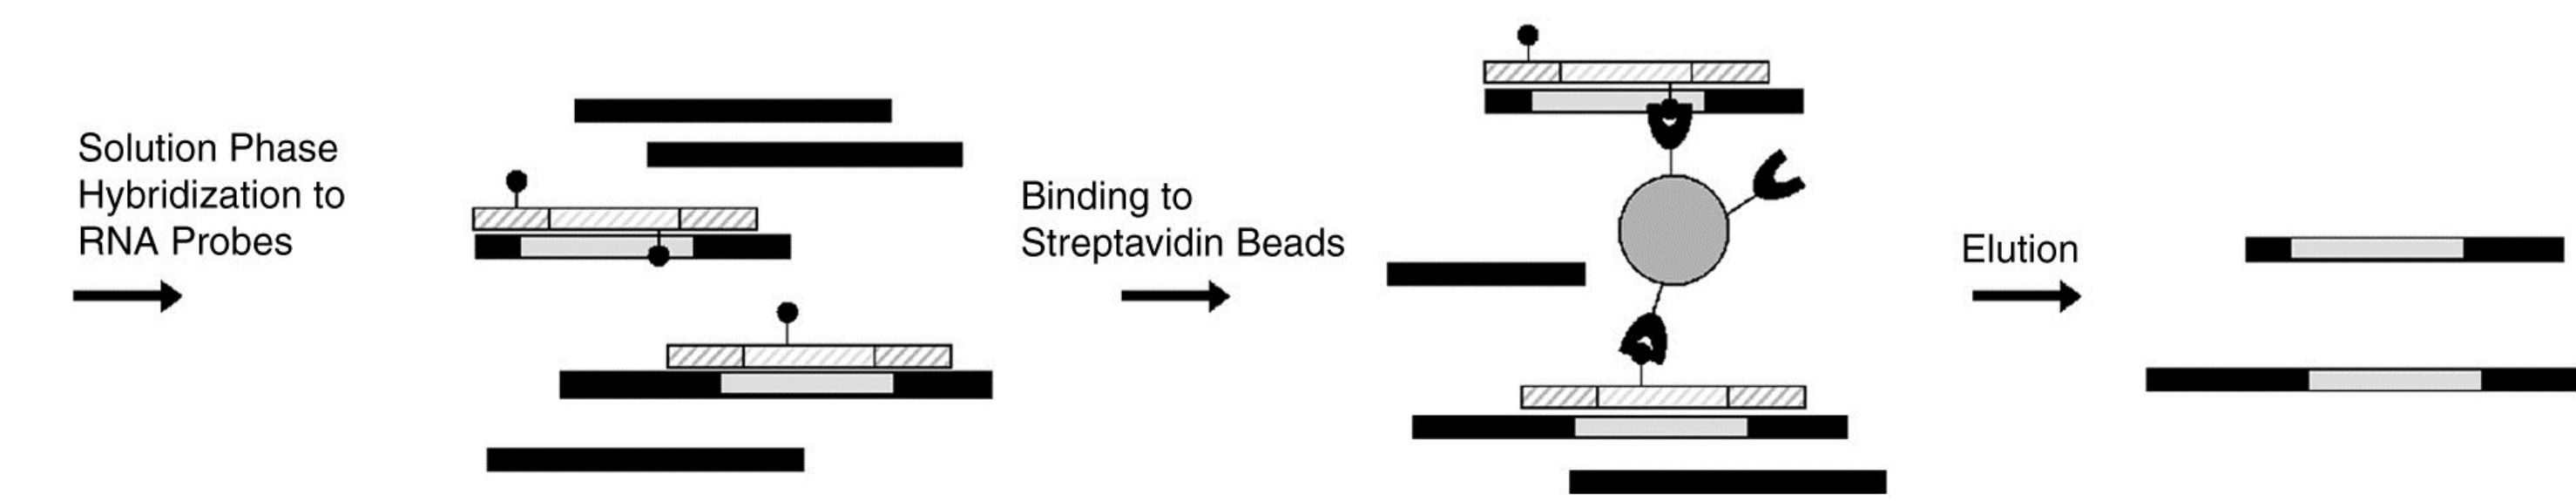 Solution Phase
Hybridization to
RNA Probes
Binding to
Streptavidin Beads
Elution